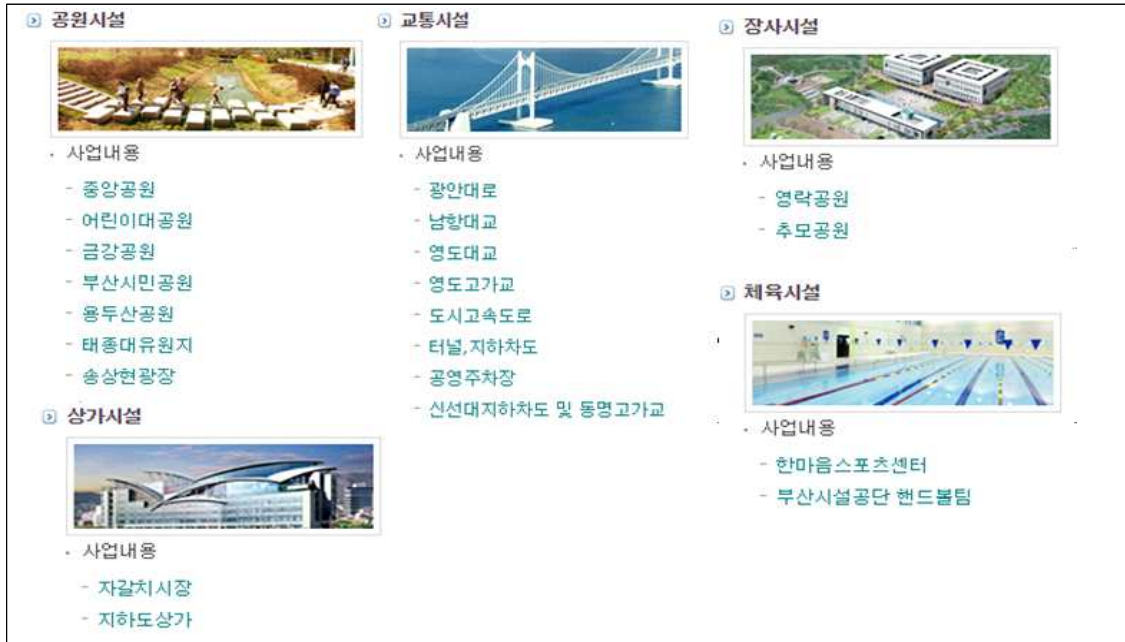 공원시설
· 사업내용
- 중앙공원
- 어린이대공원
- 금강공원
- 부산시민공원
- 용두산공원
- 태종대유원지
- 송상현광장
상가시설
· 사업내용
- 자갈치시장
- 지하도상가
교통시설
· 사업내용
- 광안대로
- 남항대교
- 영도대교
- 영도고가교
- 도시고속도로
- 터널,지하차도
- 공영주차장
- 신선대지하차도 및 동명고가교
장사시설
· 사업내용
- 영락공원
- 추모공원
체육시설
· 사업내용
- 한마음스포츠센터
- 부산시설공단 핸드볼팀